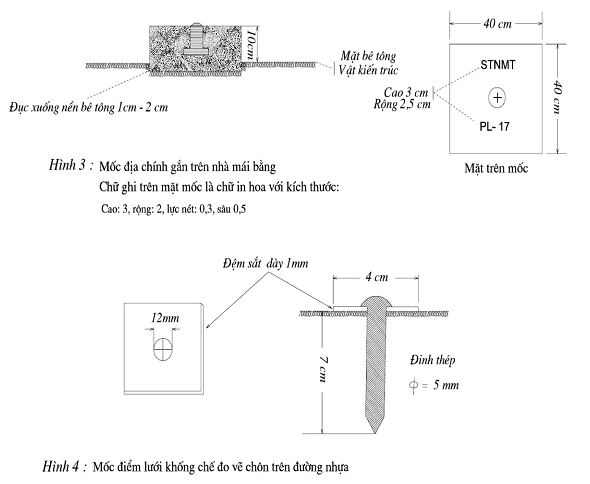 40 cm
10cm
Mặt bê tông
Vật kiến trúc
STNMT
Cao 3 cm
Rộng 2,5 cm
40 cm
Đục xuống nền bê tông 1cm - 2 cm
PL- 17
Hình 3 : Mốc địa chính gắn trên nhà mái bằng
Mặt trên mốc
Chữ ghi trên mặt mốc là chữ in hoa với kích thước:
Cao: 3, rộng: 2, lực nét: 0,3, sâu 0,5
Đệm sắt dày 1mm
4 cm
12mm
7 cm
Đinh thép
ϕ = 5 mm
Hình 4 : Mốc điểm lưới khống chế đo vẽ chôn trên đường nhựa